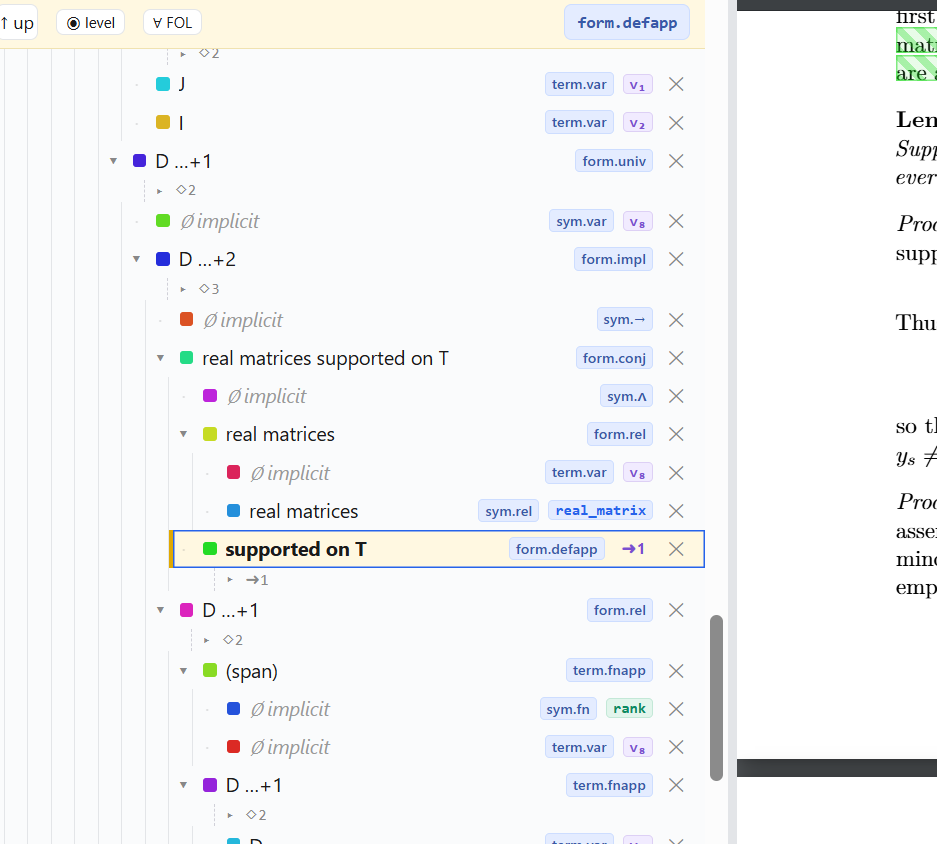 ↑ up ◉ level ∀ FOL form.defapp
▸ ◇2
J term.var v₁
I term.var v₂
▾ D …+1 form.univ
▸ ◇2
Ø implicit sym.var v₈
▾ D …+2 form.impl
▸ ◇3
Ø implicit sym.→
▾ real matrices supported on T form.conj
Ø implicit sym.∧
▾ real matrices form.rel
Ø implicit term.var v₈
real matrices sym.rel real_matrix
supported on T form.defapp ➔1
▸ ➔1
▾ D …+1 form.rel
▸ ◇2
▾ (span) term.fnapp
Ø implicit sym.fn rank
Ø implicit term.var v₈
▾ D …+1 term.fnapp
▸ ◇2
first
matr
are a
Lem
Supp
ever
Proo
supp
Thu
so th
yₛ ≠
Proo
asser
mino
emp